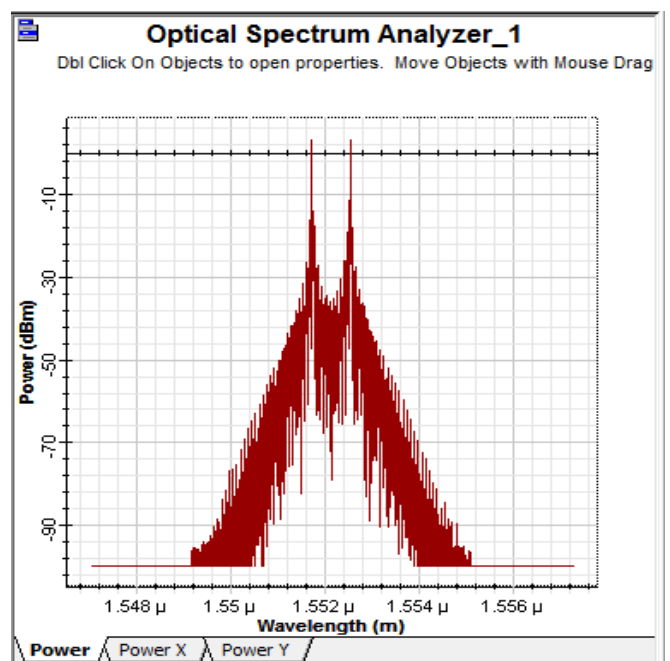 Optical Spectrum Analyzer_1
Dbl Click On Objects to open properties. Move Objects with Mouse Drag
Power (dBm)
-10
-30
-50
-70
-90
1.548 µ 1.55 µ 1.552 µ 1.554 µ 1.556 µ
Wavelength (m)
Power Power X Power Y